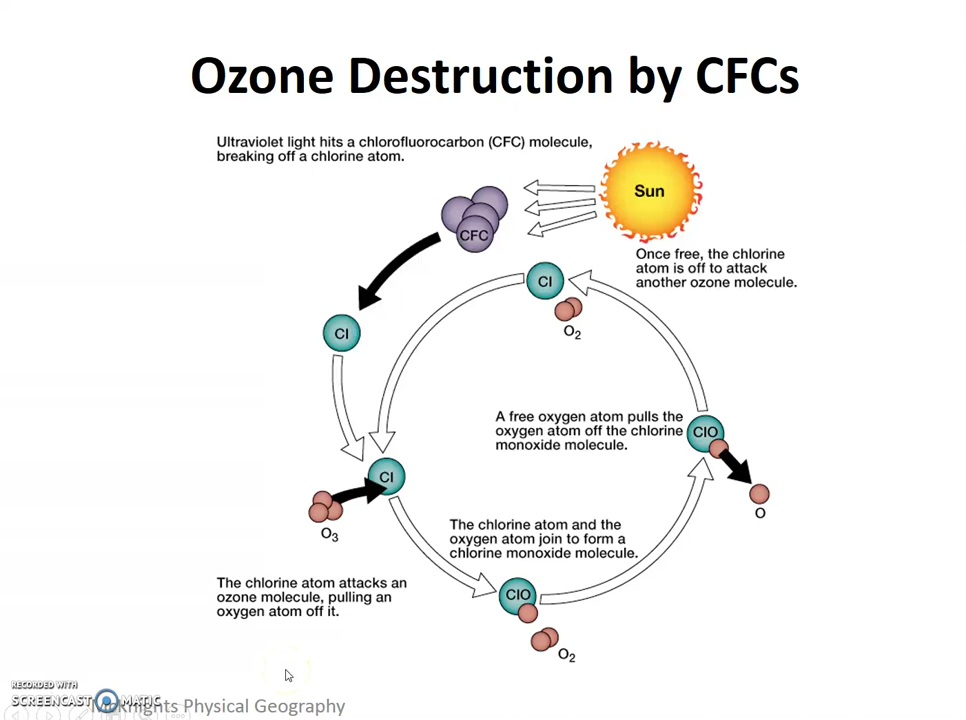 Ozone Destruction by CFCs
Ultraviolet light hits a chlorofluorocarbon (CFC) molecule,
breaking off a chlorine atom.
Sun
CFC
Once free, the chlorine
atom is off to attack
another ozone molecule.
Cl
O2
Cl
A free oxygen atom pulls the
oxygen atom off the chlorine
monoxide molecule.
ClO
O
Cl
O3
The chlorine atom and the
oxygen atom join to form a
chlorine monoxide molecule.
The chlorine atom attacks an
ozone molecule, pulling an
oxygen atom off it.
ClO
O2
RECORDED WITH
SCREENCAST MATIC
McKnights Physical Geography